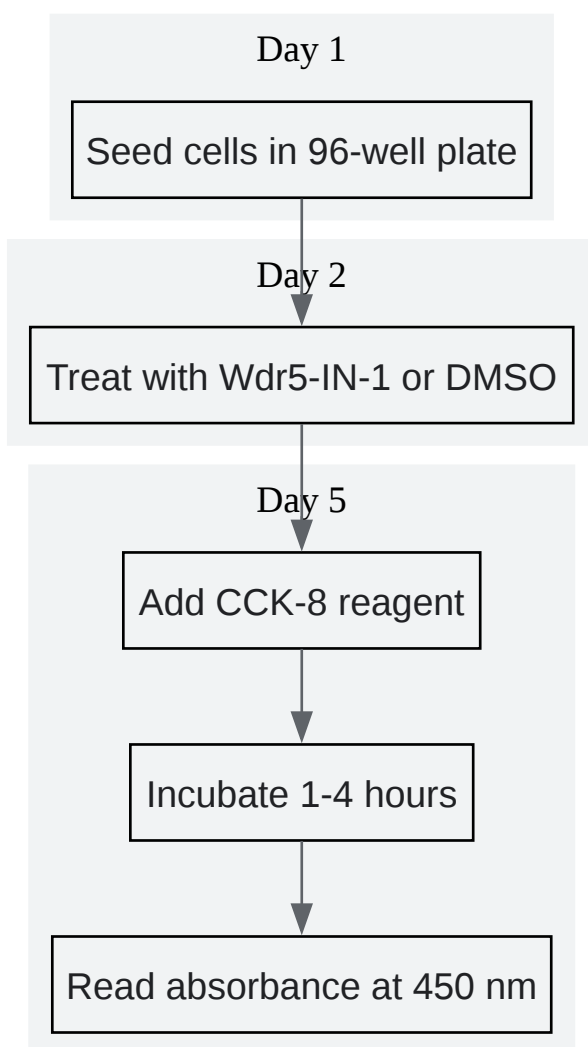 Day 1
Seed cells in 96-well plate
Day 2
Treat with Wdr5-IN-1 or DMSO
Day 5
Add CCK-8 reagent
Incubate 1-4 hours
Read absorbance at 450 nm